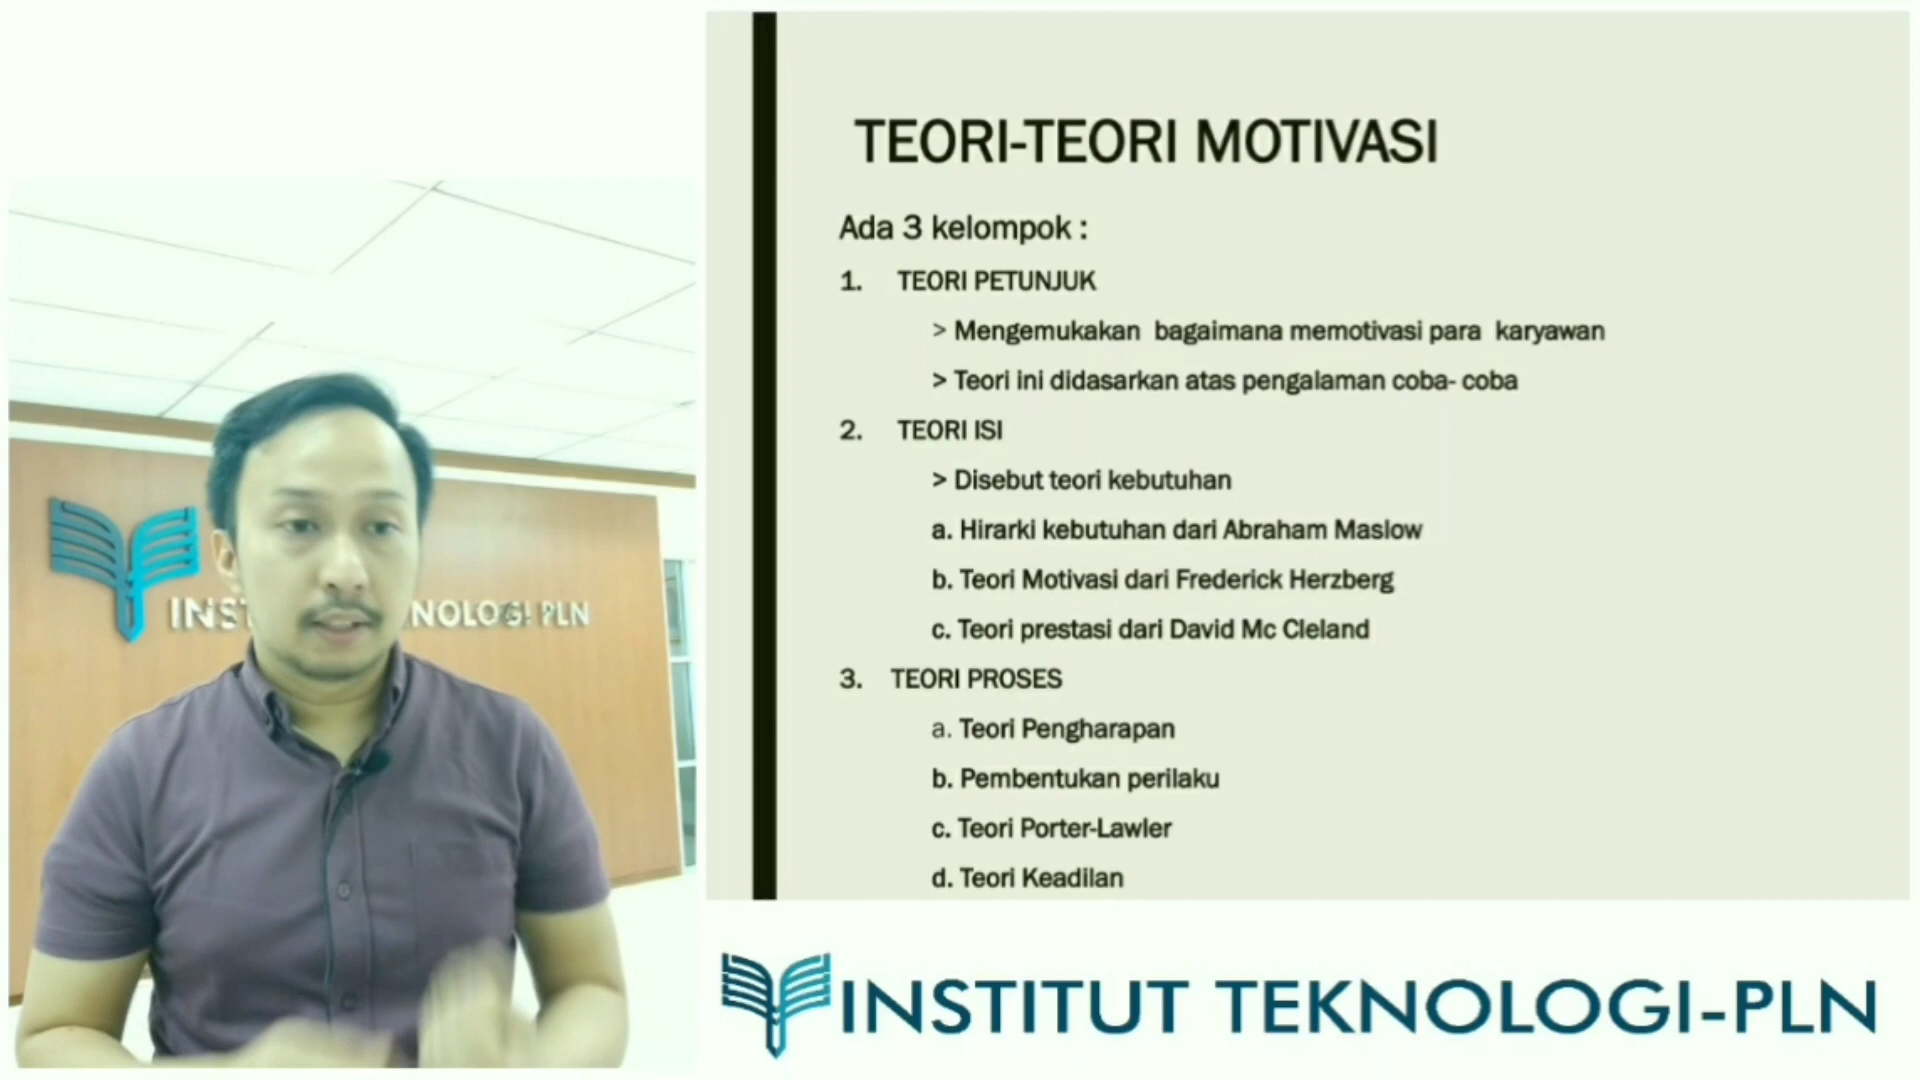 TEORI-TEORI MOTIVASI
Ada 3 kelompok :
1. TEORI PETUNJUK
> Mengemukakan bagaimana memotivasi para karyawan
> Teori ini didasarkan atas pengalaman coba- coba
2. TEORI ISI
> Disebut teori kebutuhan
a. Hirarki kebutuhan dari Abraham Maslow
b. Teori Motivasi dari Frederick Herzberg
c. Teori prestasi dari David Mc Cleland
3. TEORI PROSES
a. Teori Pengharapan
b. Pembentukan perilaku
c. Teori Porter-Lawler
d. Teori Keadilan
INSTITUT TEKNOLOGI-PLN